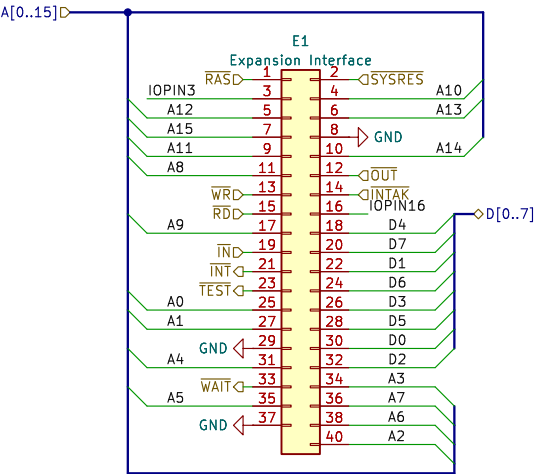 A[0..15]
E1
Expansion Interface
RAS 1 2 SYSRES
IOPIN3 3 4 A10
A12 5 6 A13
A15 7 8 GND
A11 9 10 A14
A8 11 12 OUT
WR 13 14 INTAK
RD 15 16 IOPIN16
A9 17 18 D4
D[0..7]
IN 19 20 D7
INT 21 22 D1
TEST 23 24 D6
A0 25 26 D3
A1 27 28 D5
GND 29 30 D0
A4 31 32 D2
WAIT 33 34 A3
A5 35 36 A7
GND 37 38 A6
40 A2